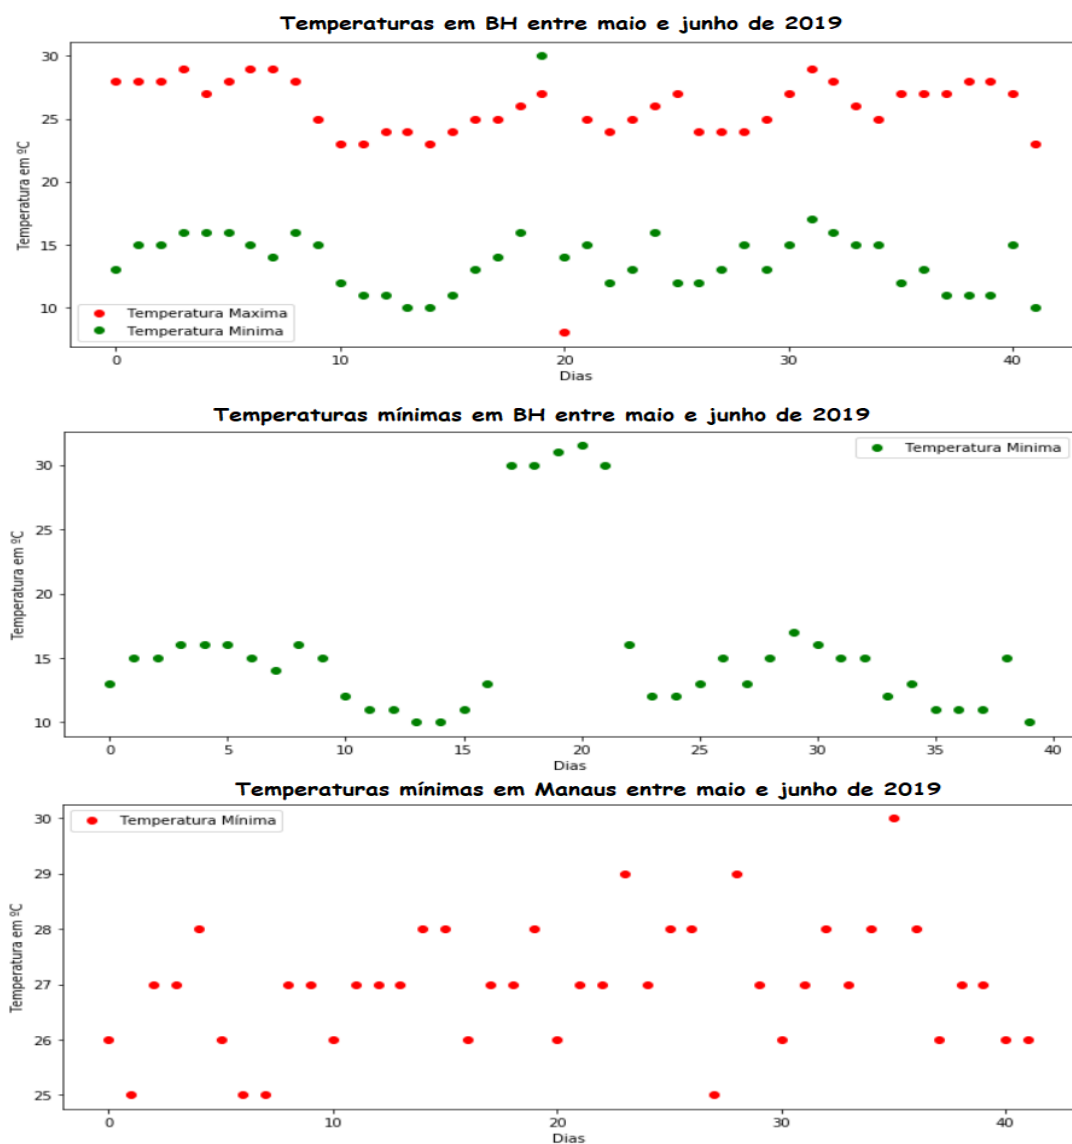 Temperaturas em BH entre maio e junho de 2019
30
25
20
15
10
Temperatura em ºC
Temperatura Maxima
Temperatura Minima
0 10 20 30 40
Dias
Temperaturas mínimas em BH entre maio e junho de 2019
Temperatura Minima
30
25
20
15
10
Temperatura em ºC
0 5 10 15 20 25 30 35 40
Dias
Temperaturas mínimas em Manaus entre maio e junho de 2019
Temperatura Mínima
30
29
28
27
26
25
Temperatura em ºC
0 10 20 30 40
Dias